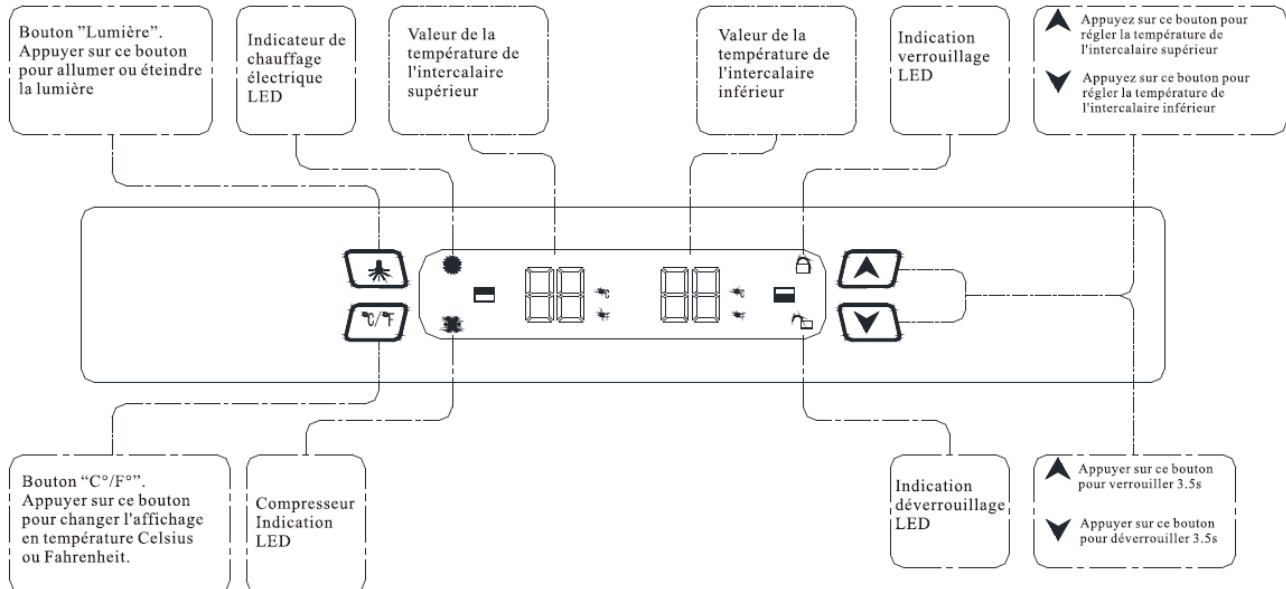 Bouton ”Lumière”.
Appuyer sur ce bouton
pour allumer ou éteindre
la lumière
Indicateur de
chauffage
électrique
LED
Valeur de la
température de
l'intercalaire
supérieur
Valeur de la
température de
l'intercalaire
inférieur
Indication
verrouillage
LED
Appuyez sur ce bouton pour
régler la température de
l'intercalaire supérieur
Appuyez sur ce bouton pour
régler la température de
l'intercalaire inférieur
88 °C
°F
88 °C
°F
°C/°F
Bouton “C°/F°”.
Appuyer sur ce bouton
pour changer l'affichage
en température Celsius
ou Fahrenheit.
Compresseur
Indication
LED
Indication
déverrouillage
LED
Appuyer sur ce bouton
pour verrouiller 3.5s
Appuyer sur ce bouton
pour déverrouiller 3.5s